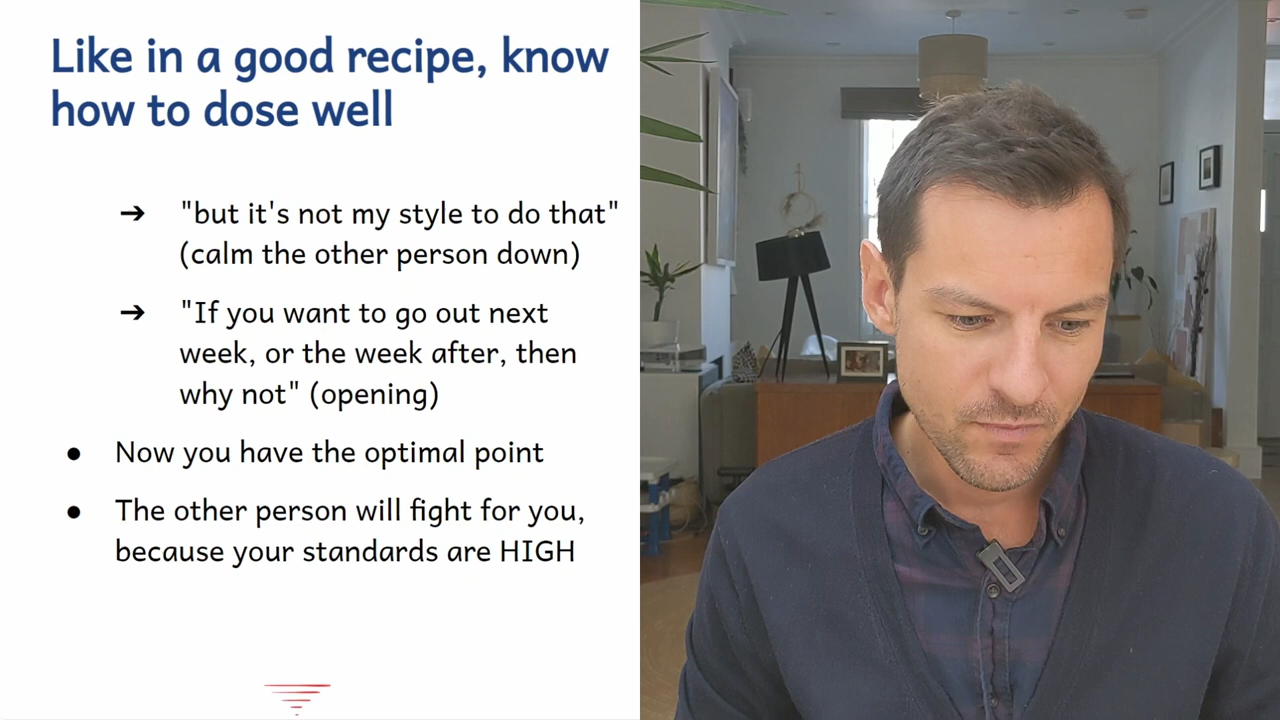 Like in a good recipe, know
how to dose well
➔ "but it's not my style to do that"
(calm the other person down)
➔ "If you want to go out next
week, or the week after, then
why not" (opening)
● Now you have the optimal point
● The other person will fight for you,
because your standards are HIGH